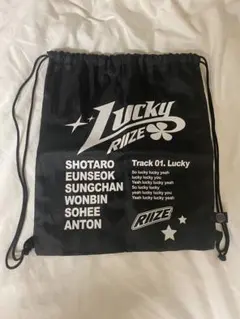 Lucky
RIIZE
SHOTARO
EUNSEOK
SUNGCHAN
WONBIN
SOHEE
ANTON
Track 01. Lucky
So lucky lucky yeah
lucky lucky you
Yeah lucky lucky yeah
So lucky lucky
yeah lucky lucky you
Yeah lucky lucky yeah
RIIZE